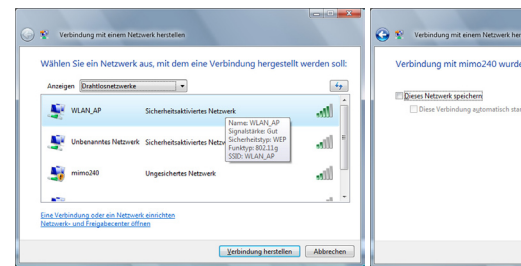 Verbindung mit einem Netzwerk herstellen
Wählen Sie ein Netzwerk aus, mit dem eine Verbindung hergestellt werden soll:
Anzeigen Drahtlosnetzwerke
WLAN_AP Sicherheitsaktiviertes Netzwerk
Name: WLAN_AP
Signalstärke: Gut
Sicherheitstyp: WEP
Funktyp: 802.11g
SSID: WLAN_AP
Unbenanntes Netzwerk Sicherheitsaktiviertes Netzw
mimo240 Ungesichertes Netzwerk
Eine Verbindung oder ein Netzwerk einrichten
Netzwerk- und Freigabecenter öffnen
Verbindung herstellen Abbrechen
Verbindung mit einem Netzwerk her
Verbindung mit mimo240 wurde
Dieses Netzwerk speichern
Diese Verbindung automatisch star